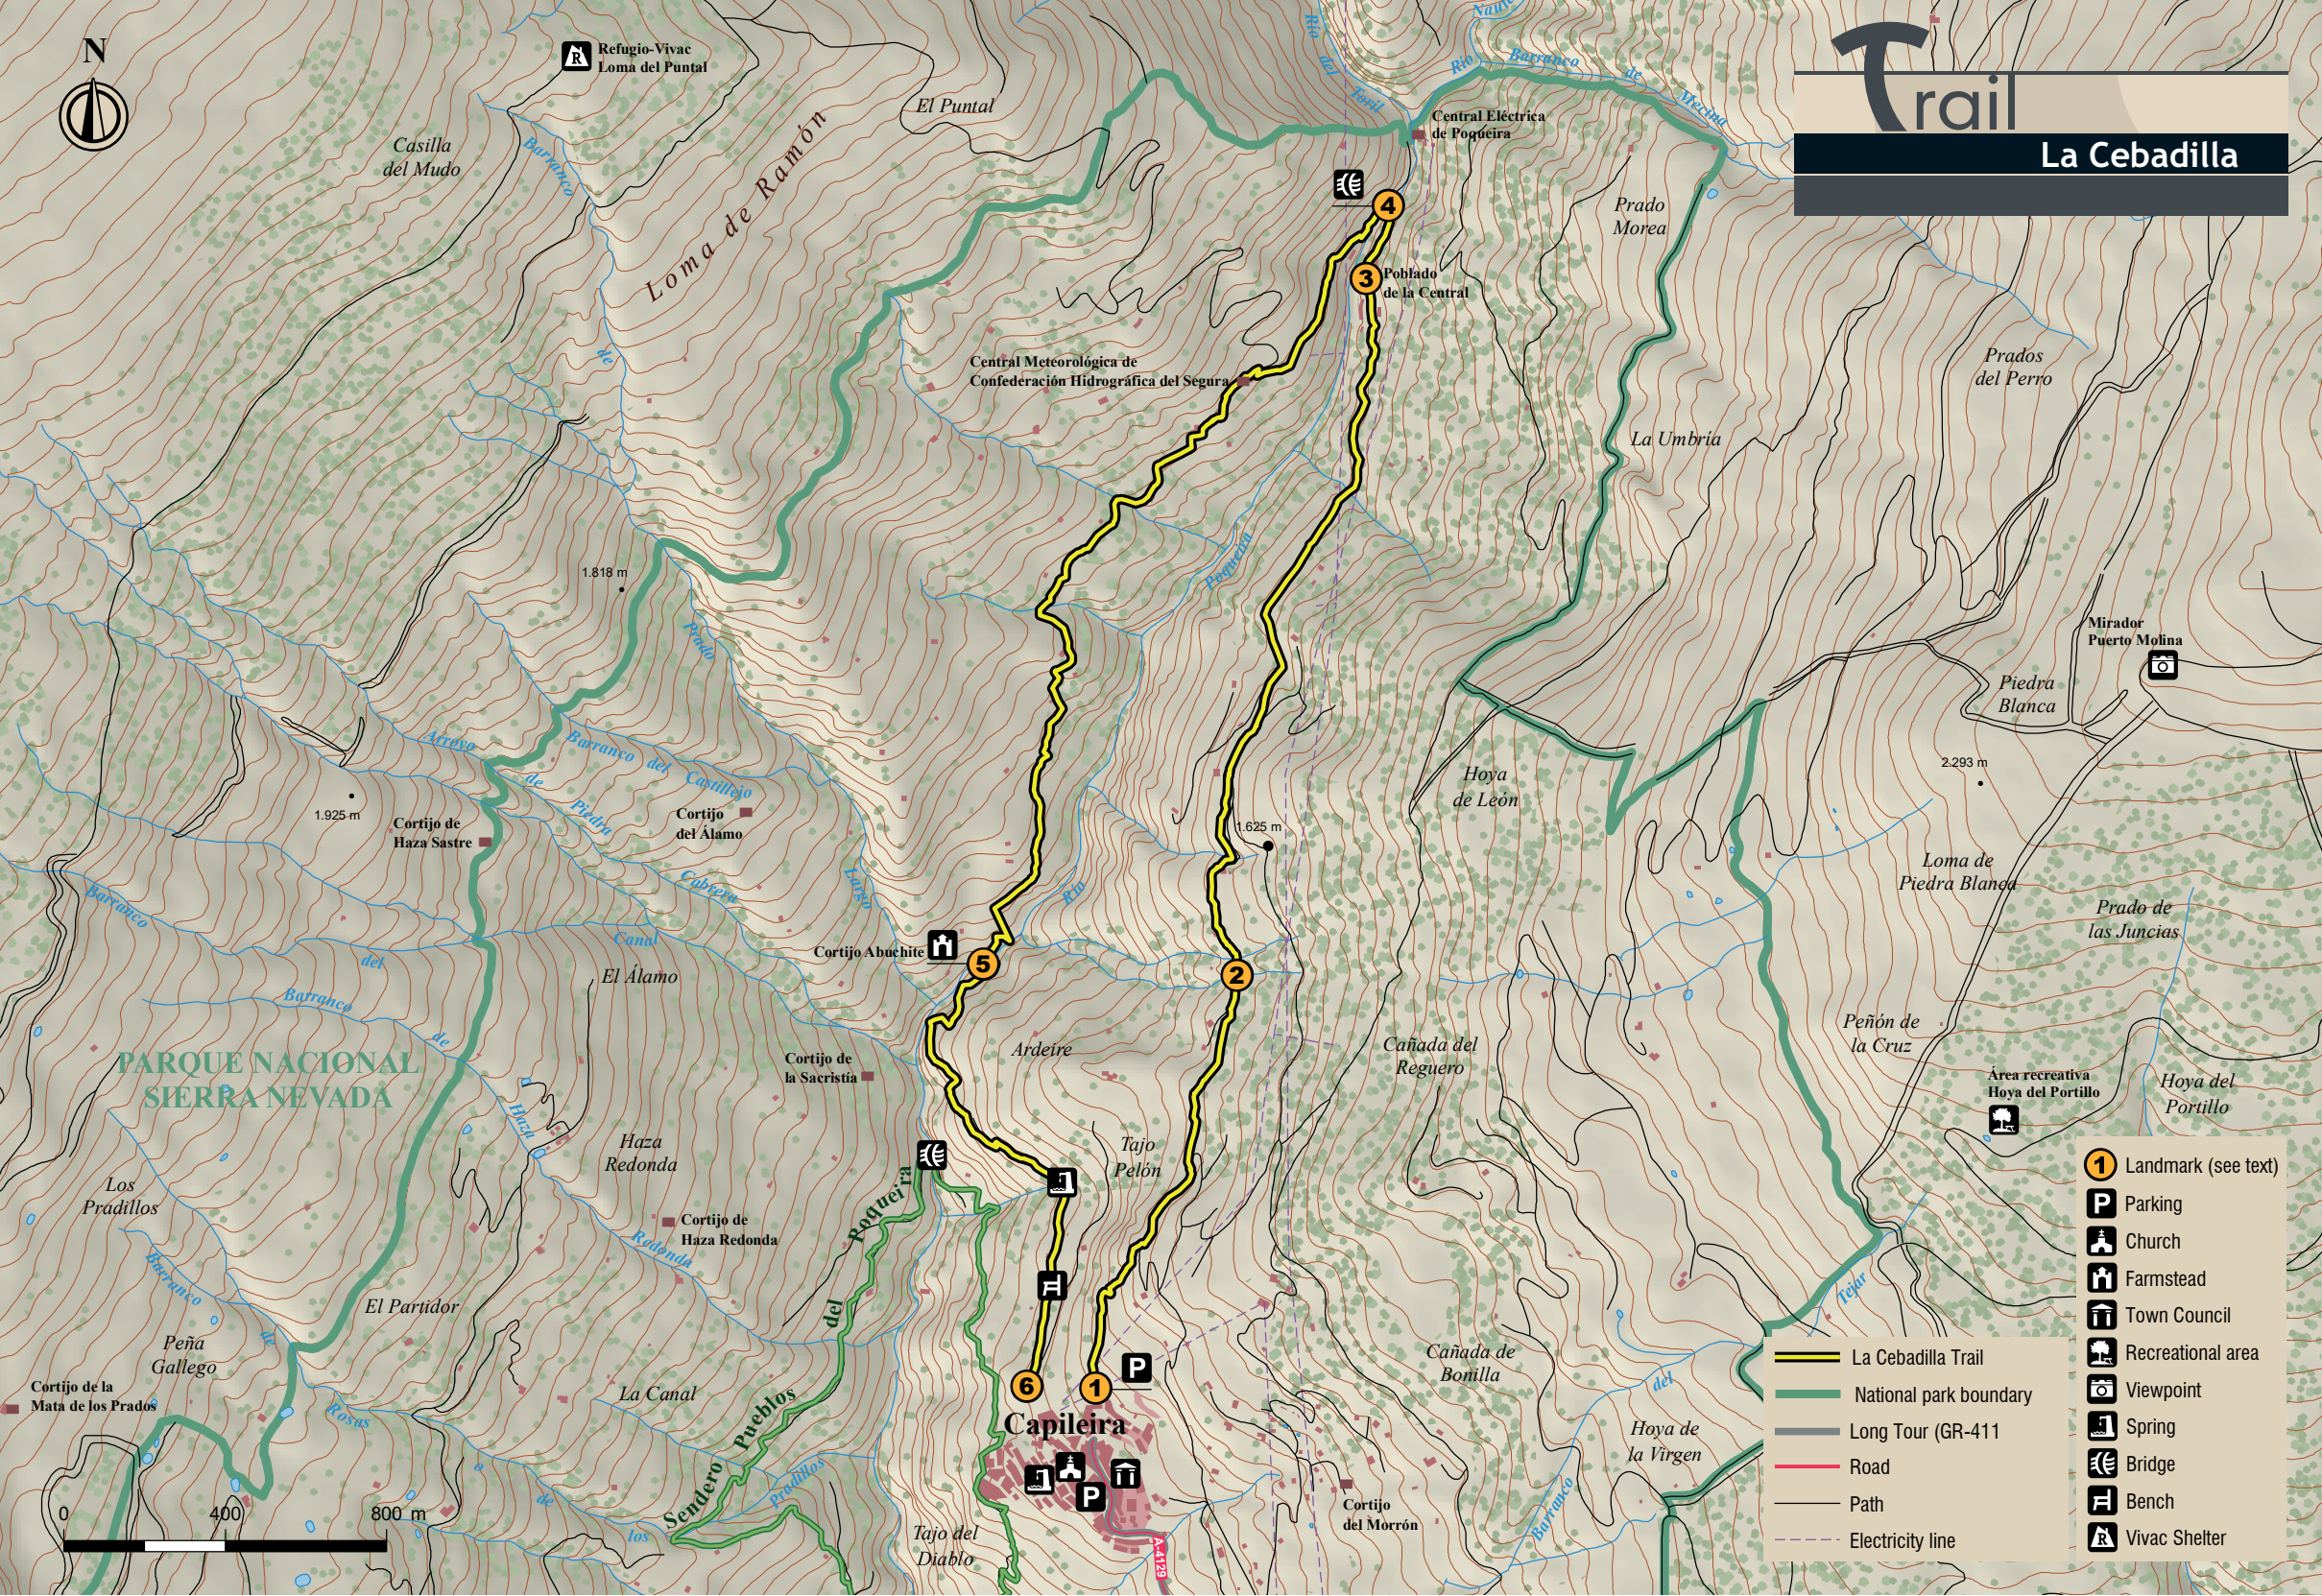 N
Refugio-Vivac
Loma del Puntal
Casilla
del Mudo
Loma de Ramón
El Puntal
Barranco
de
Prado
Largo
Río
del
Toril
Río
Barranco
de
Mecina
Trail
La Cebadilla
Central Eléctrica
de Poqueira
4
3
Poblado
de la Central
Prado
Morea
Central Meteorológica de
Confederación Hidrográfica del Segura
Prados
del Perro
La Umbría
Poqueira
Río
1.818 m
Mirador
Puerto Molina
Piedra
Blanca
Arroyo
de
Piedra
Cabrera
Barranco del Castillejo
Cortijo
del Álamo
1.925 m
Cortijo de
Haza Sastre
Hoya
de León
2.293 m
1.625 m
Loma de
Piedra Blanca
Prado de
las Juncias
Barranco
del
Canal
El Álamo
Cortijo Abuchite
5
2
Barranco
de
Haza
Redonda
Ardeire
Cañada del
Reguero
Peñón de
la Cruz
PARQUE NACIONAL
SIERRA NEVADA
Cortijo de
la Sacristía
Área recreativa
Hoya del Portillo
Hoya del
Portillo
Haza
Redonda
Tajo
Pelón
Los
Pradillos
Cortijo de
Haza Redonda
Sendero Pueblos del Poqueira
Barranco
de
Rosas
o
de
los
Pradillos
El Partidor
Peña
Gallego
Cortijo de la
Mata de los Prados
La Canal
6
1
P
Capileira
P
Cañada de
Bonilla
Hoya de
la Virgen
Barranco
del
Tejar
Cortijo
del Morrón
Tajo del
Diablo
A-4129
0 400 800 m
1 Landmark (see text)
P Parking
Church
Farmstead
Town Council
Recreational area
Viewpoint
Spring
Bridge
Bench
R Vivac Shelter
La Cebadilla Trail
National park boundary
Long Tour (GR-411
Road
Path
Electricity line